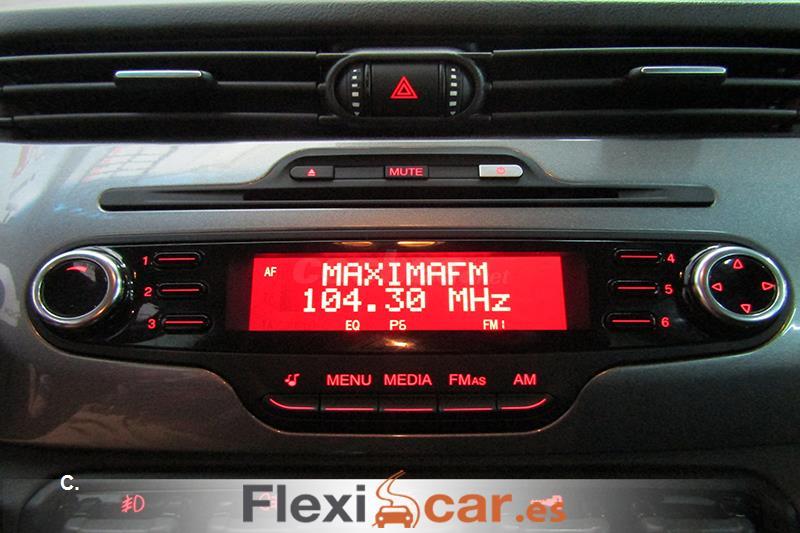 MUTE
1
2
3
AF
MAXIMAFM
104.30 MHz
EQ P6 FM1
4
5
6
MENU MEDIA FMAS AM
C.
Flexicar.es